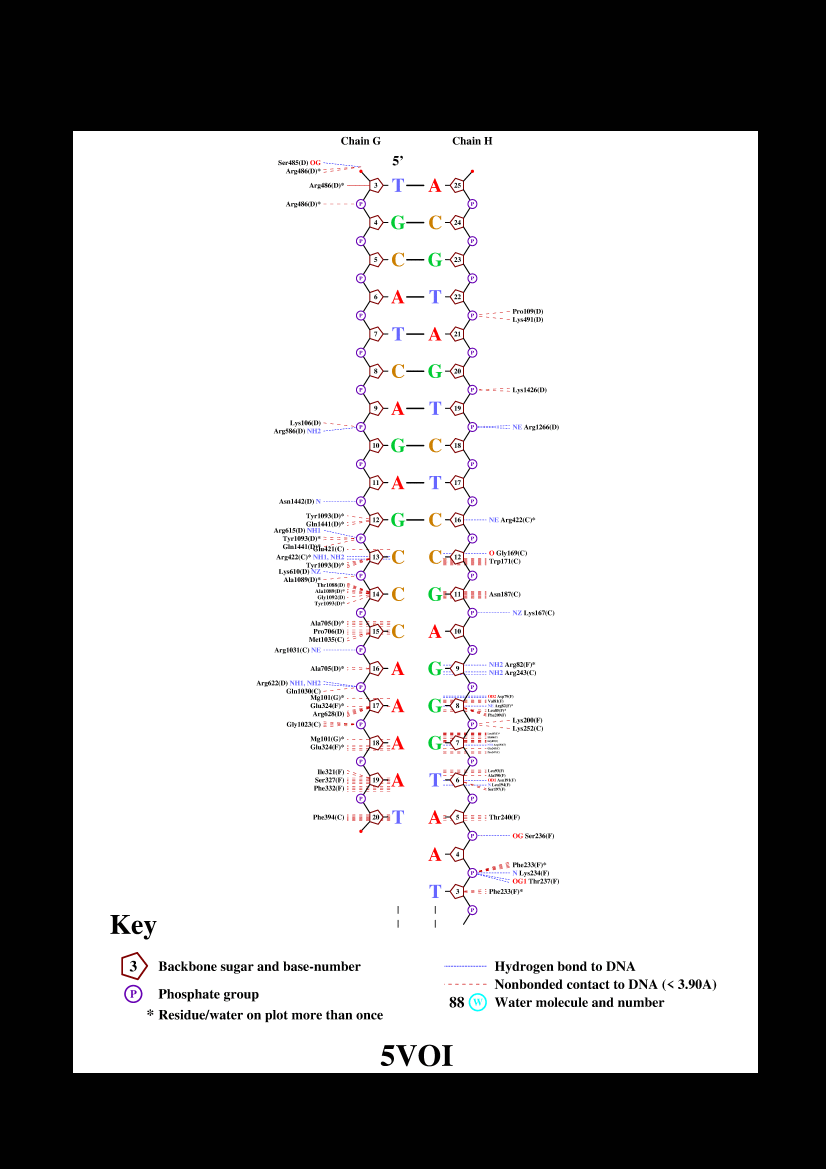 Chain G Chain H
5’
Ser485(D) OG
Arg486(D)*
Arg486(D)* 3 T A 25
Arg486(D)* P P
4 G C 24
P P
5 C G 23
P P
6 A T 22
P P Pro109(D)
Lys491(D)
7 T A 21
P P
8 C G 20
P P Lys1426(D)
9 A T 19
Lys106(D) P P NE Arg1266(D)
Arg586(D) NH2
10 G C 18
P P
11 A T 17
Asn1442(D) N P P
Tyr1093(D)* 12 G C 16 NE Arg422(C)*
Gln1441(D)*
Arg615(D) NH1
Tyr1093(D)* P P
Gln1441(D)*
O Gly169(C)
Arg422(C)* NH1, NH2 13 C C 12
Trp171(C)
Tyr1093(D)*
Lys610(D) NZ P P
Ala1089(D)*
Thr1088(D)
Ala1089(D)*
14 C G 11 Asn187(C)
Gly1092(D)
Tyr1093(D)*
P P NZ Lys167(C)
Ala705(D)*
Pro706(D) 15 C A 10
Met1035(C)
Arg1031(C) NE P P
Ala705(D)* 16 A G 9 NH2 Arg82(F)*
NH2 Arg243(C)
Arg622(D) NH1, NH2 P P
Gln1030(C)
Mg101(G)*
Glu324(F)* 17 A G 8
Arg628(D)
Gly1023(C) P P Lys200(F)
Lys252(C)
Mg101(G)* 18 A G 7
Glu324(F)*
P P
Ile321(F)
Ser327(F) 19 A T 6
Phe332(F)
P P
Phe394(C) 20 T A 5 Thr240(F)
P OG Ser236(F)
A 4
Phe233(F)*
P N Lys234(F)
OG1 Thr237(F)
T 3 Phe233(F)*
P
Key
3 Backbone sugar and base-number
P Phosphate group
* Residue/water on plot more than once
Hydrogen bond to DNA
Nonbonded contact to DNA (< 3.90A)
88 W Water molecule and number
5VOI